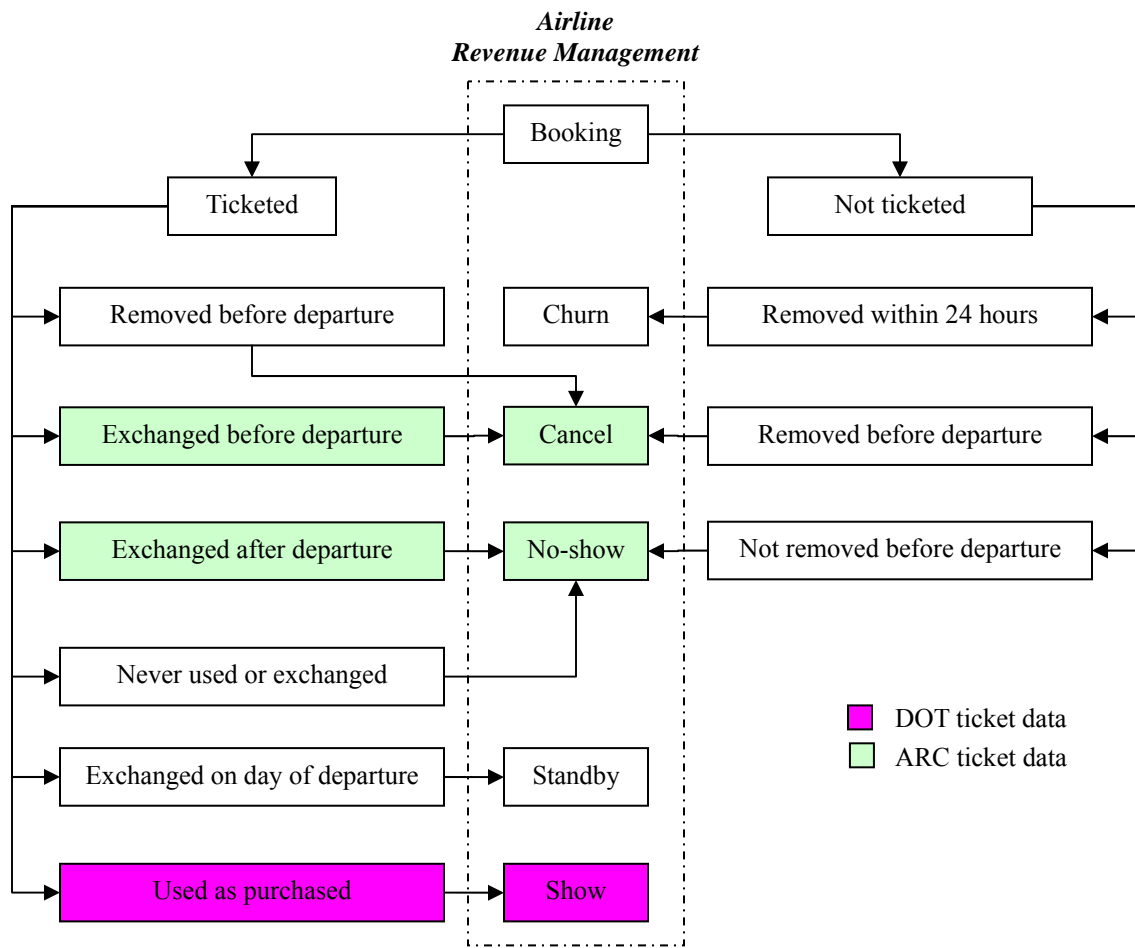 Airline
Revenue Management
Booking
Ticketed
Not ticketed
Removed before departure
Churn
Removed within 24 hours
Exchanged before departure
Cancel
Removed before departure
Exchanged after departure
No-show
Not removed before departure
Never used or exchanged
DOT ticket data
ARC ticket data
Exchanged on day of departure
Standby
Used as purchased
Show